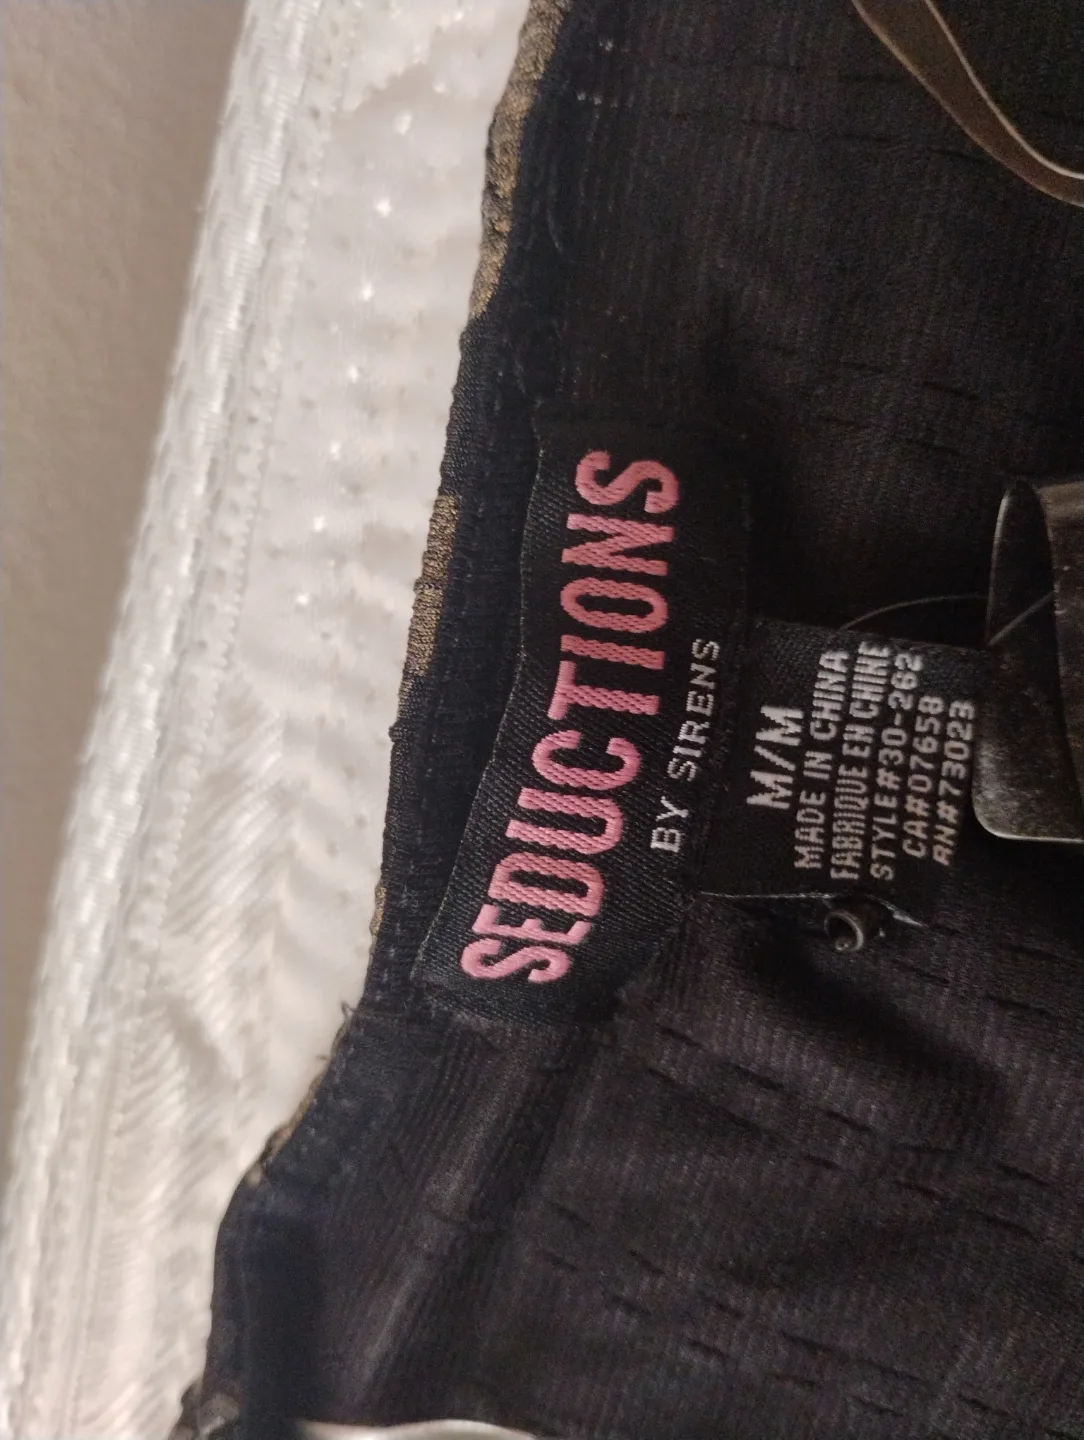 SEDUCTIONS
BY SIRENS
M/M
MADE IN CHINA
FABRIQUE EN CHINE
STYLE#30-262
CA#07658
RN#73023